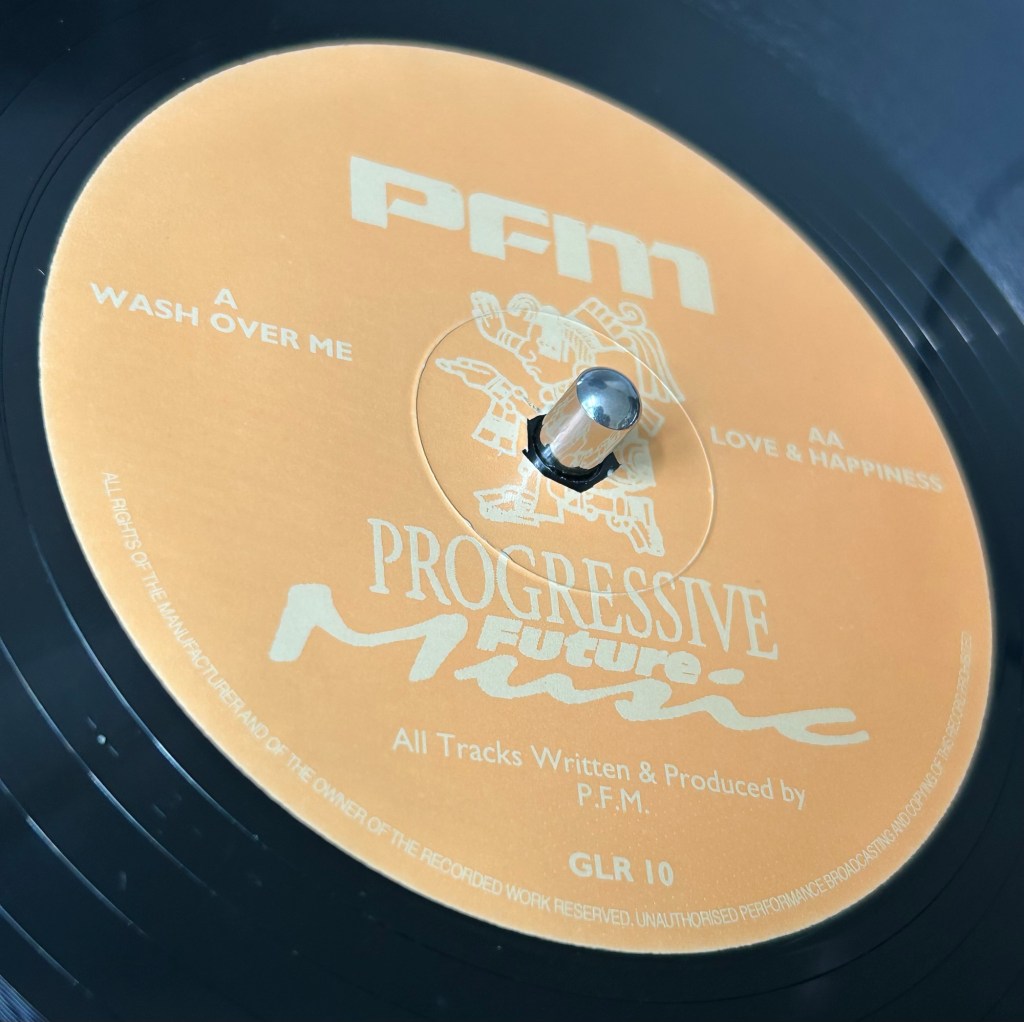 PFM
A
WASH OVER ME
AA
LOVE & HAPPINESS
PROGRESSIVE
Future
Music
All Tracks Written & Produced by
P.F.M.
GLR 10
ALL RIGHTS OF THE MANUFACTURER AND OF THE OWNER OF THE RECORDED WORK RESERVED. UNAUTHORISED PERFORMANCE BROADCASTING AND COPYING OF THIS RECORD PROHIBITED